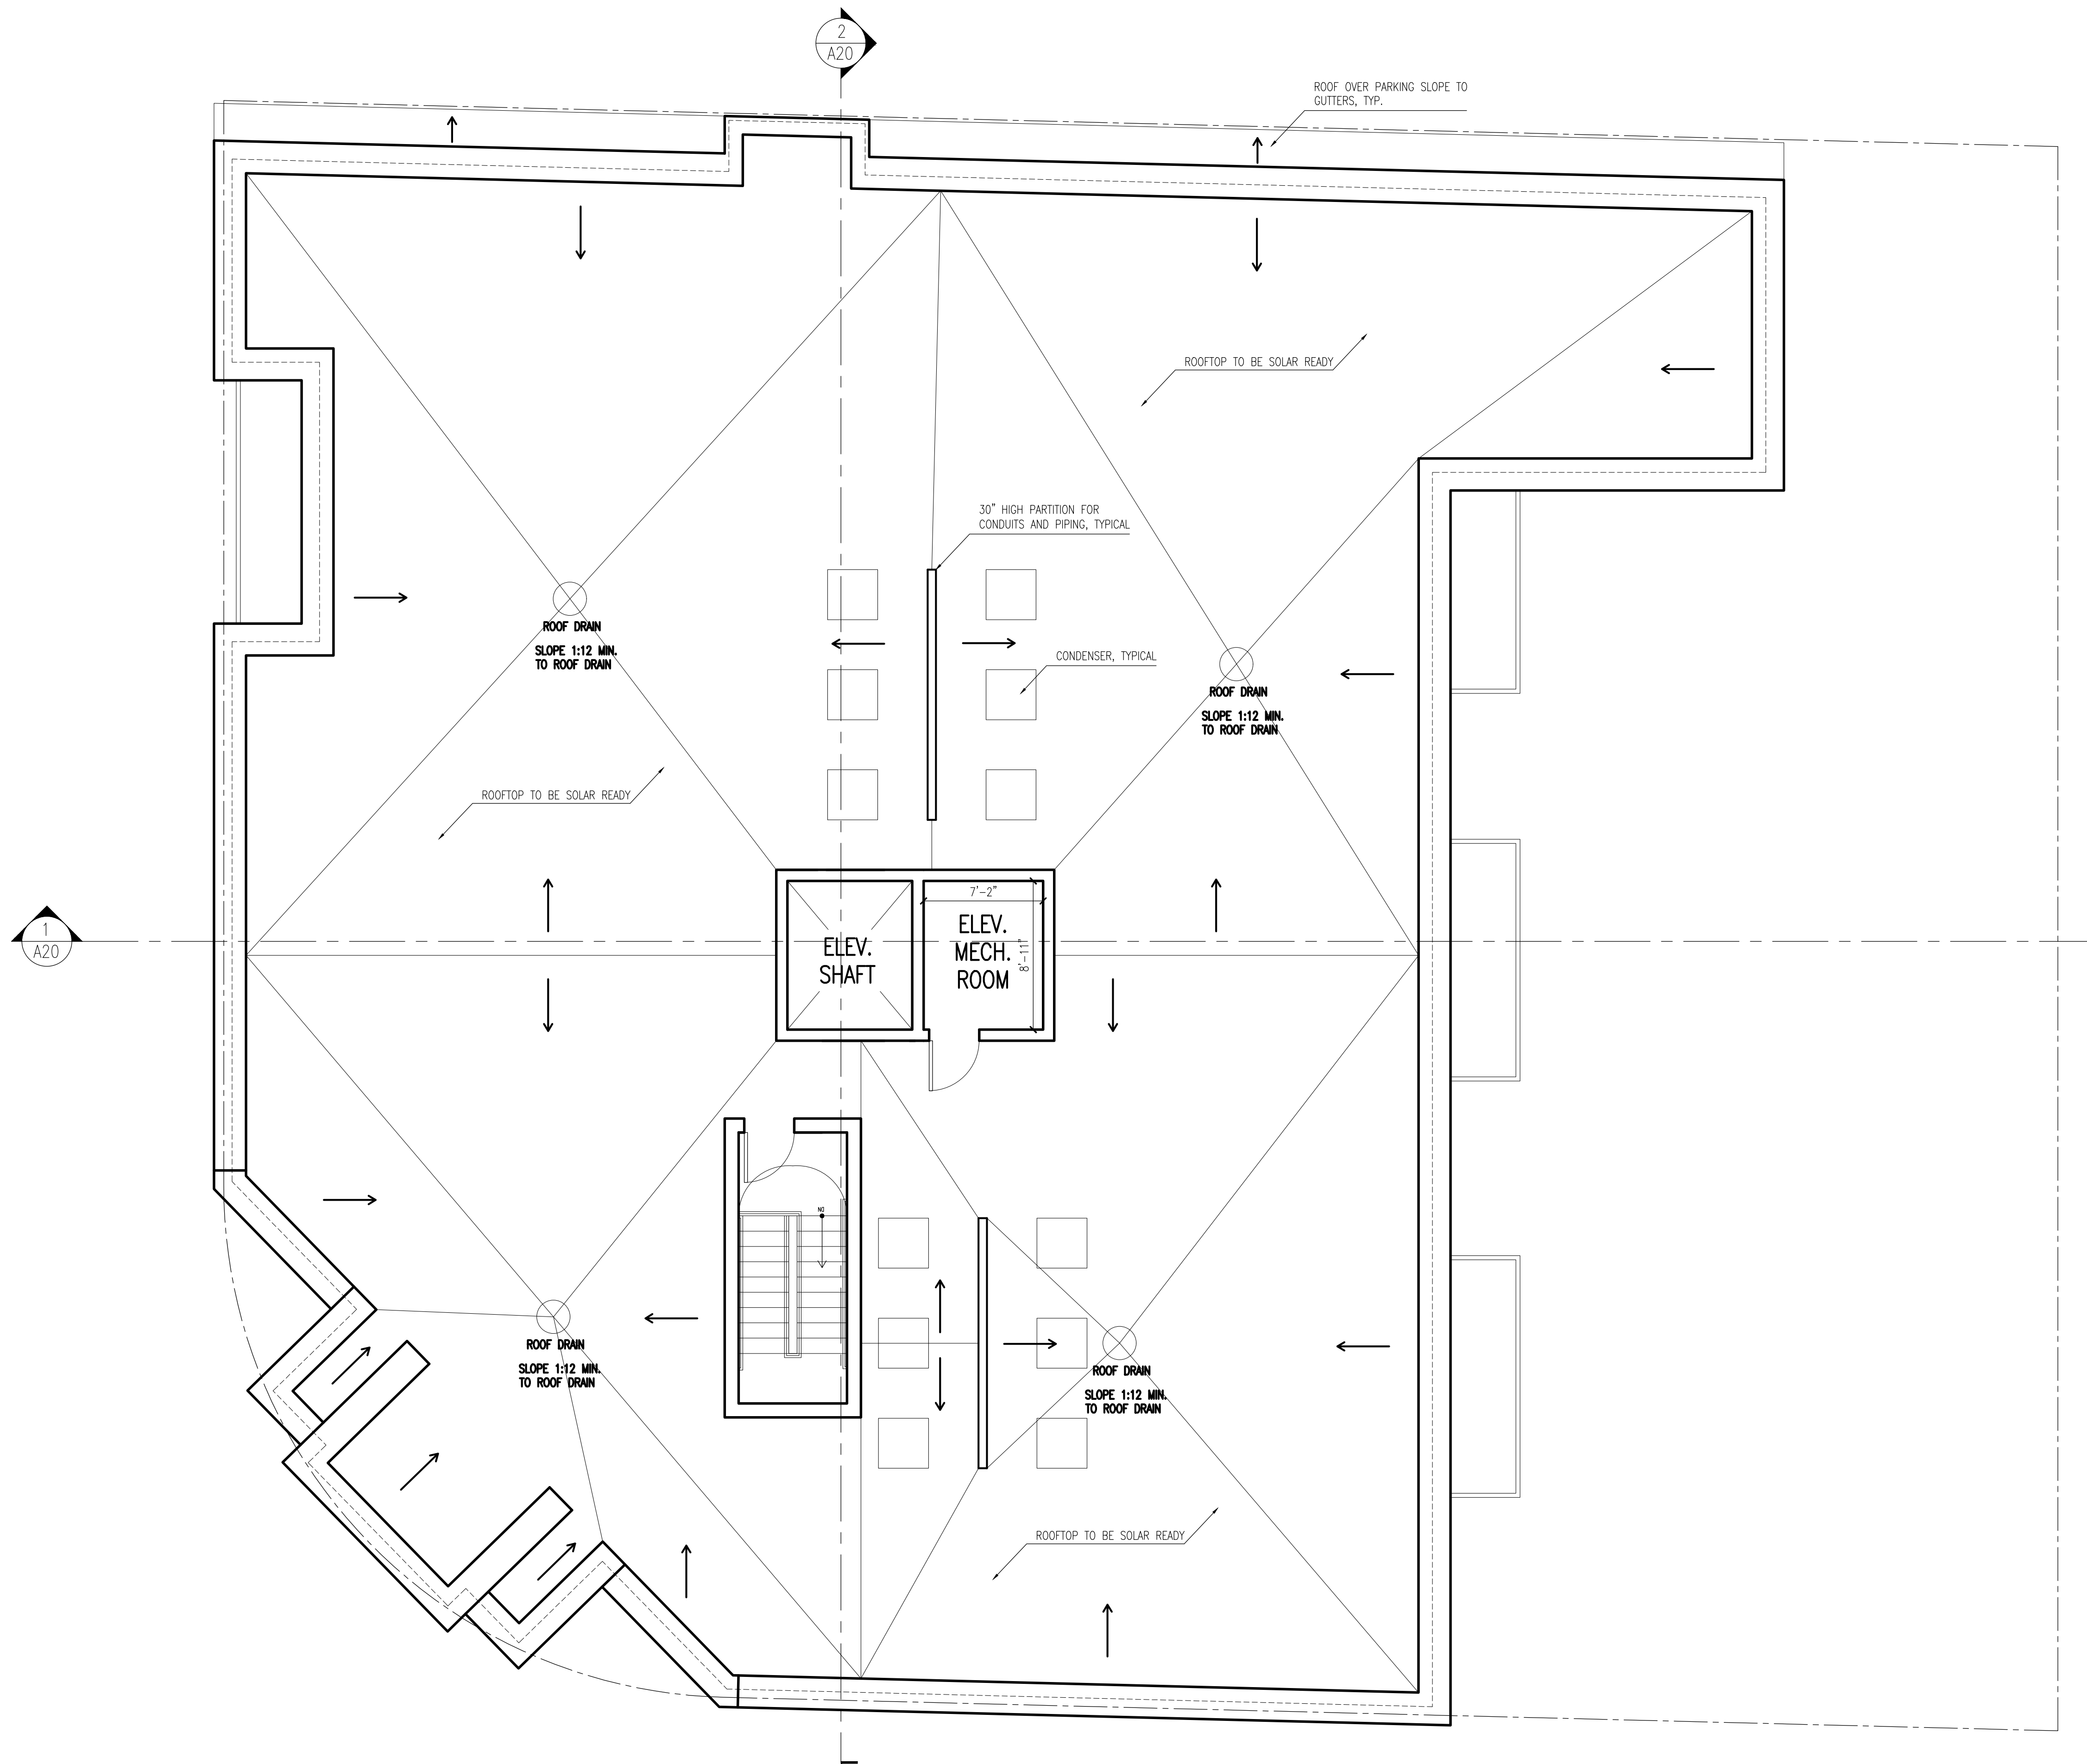 2
A20
ROOF OVER PARKING SLOPE TO
GUTTERS, TYP.
ROOFTOP TO BE SOLAR READY
30" HIGH PARTITION FOR
CONDUITS AND PIPING, TYPICAL
ROOF DRAIN
SLOPE 1:12 MIN.
TO ROOF DRAIN
CONDENSER, TYPICAL
ROOF DRAIN
SLOPE 1:12 MIN.
TO ROOF DRAIN
ROOFTOP TO BE SOLAR READY
7'-2"
8'-11"
ELEV.
MECH.
ROOM
ELEV.
SHAFT
1
A20
DN
ROOF DRAIN
SLOPE 1:12 MIN.
TO ROOF DRAIN
ROOF DRAIN
SLOPE 1:12 MIN.
TO ROOF DRAIN
ROOFTOP TO BE SOLAR READY